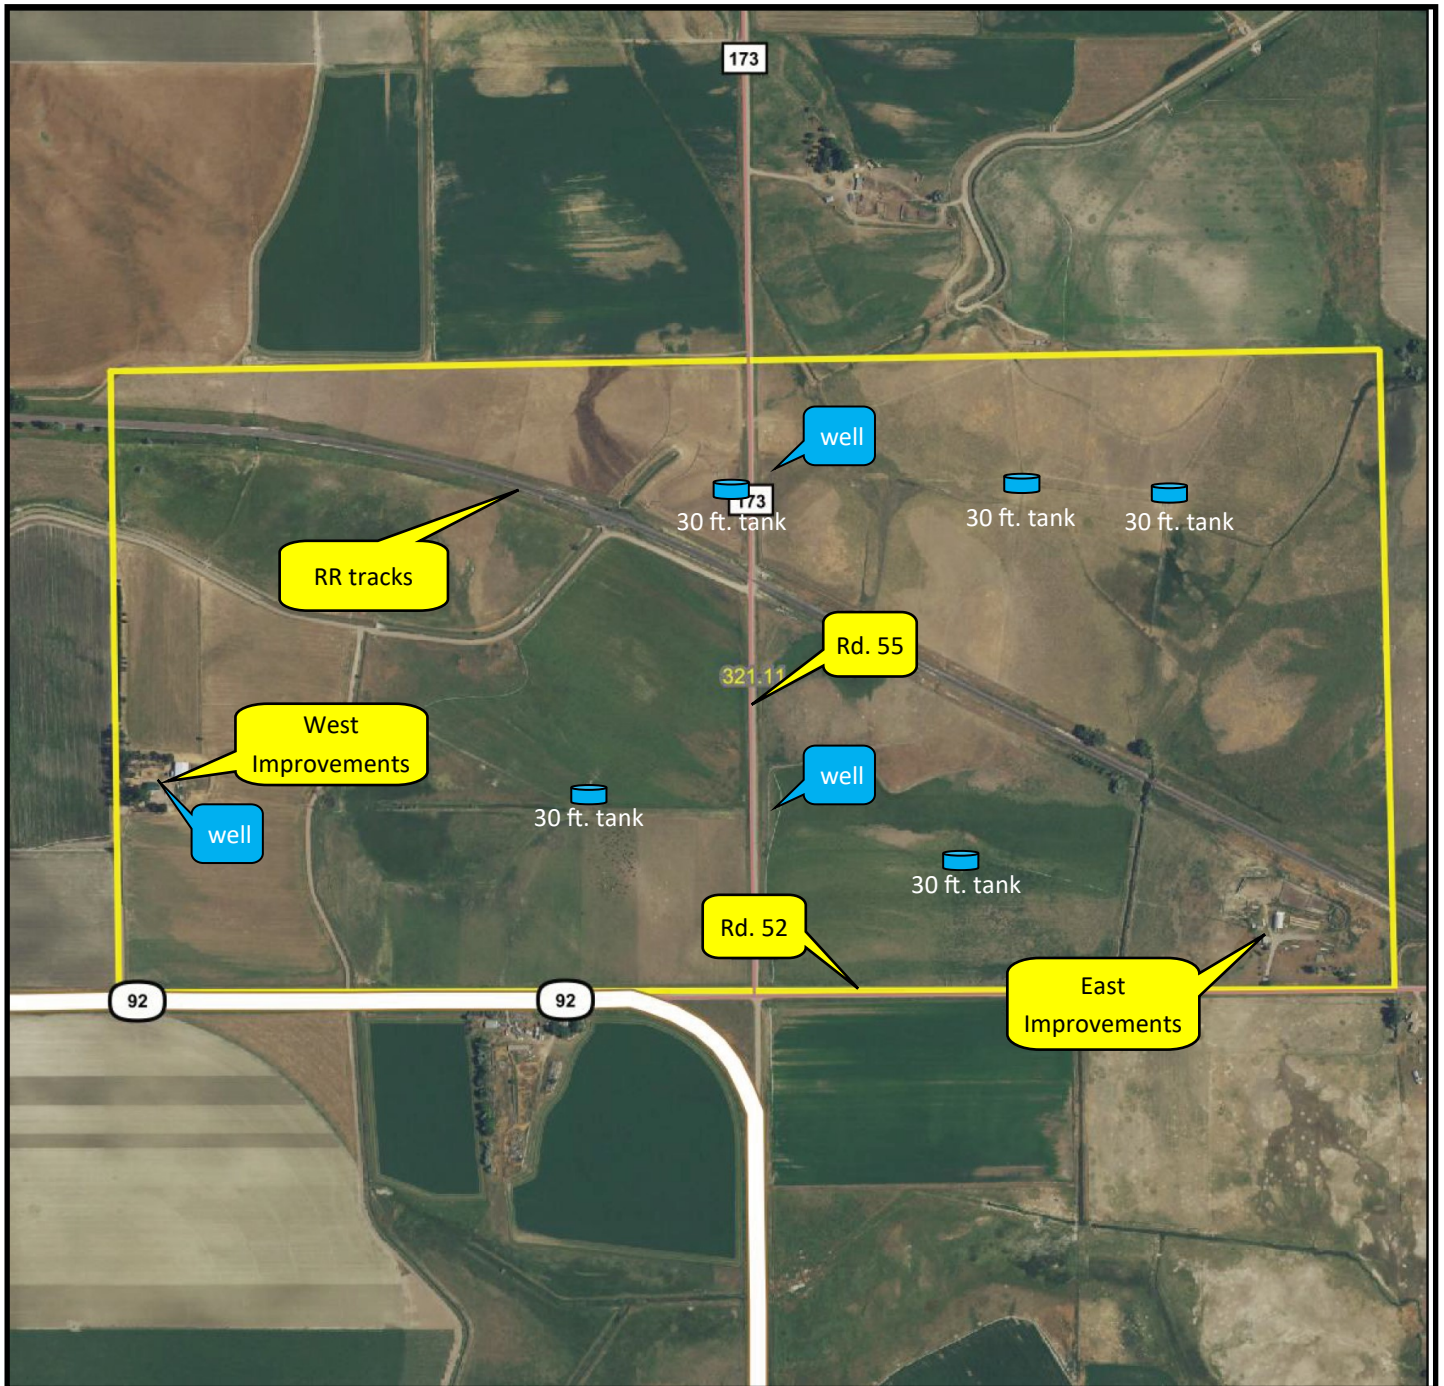 173
well
173
30 ft. tank
30 ft. tank
30 ft. tank
RR tracks
Rd. 55
321.11
West
Improvements
well
30 ft. tank
well
30 ft. tank
Rd. 52
East
Improvements
92
92